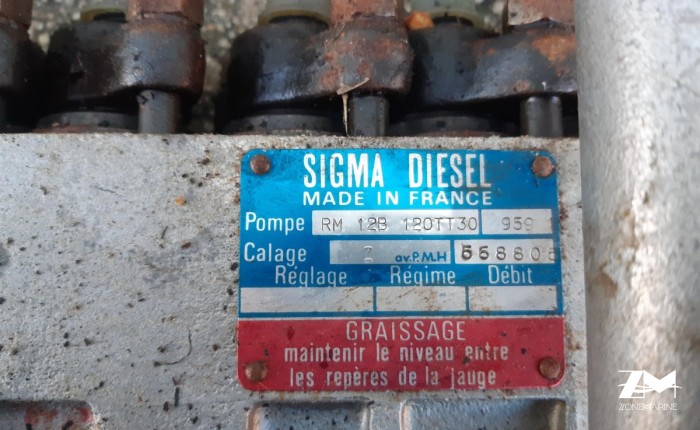 SIGMA DIESEL
MADE IN FRANCE
Pompe RM 12B 120TT30 959
Calage av.P.M.H
Réglage Régime Débit
GRAISSAGE
maintenir le niveau entre
les repères de la jauge
ZM
ZONEMARINE